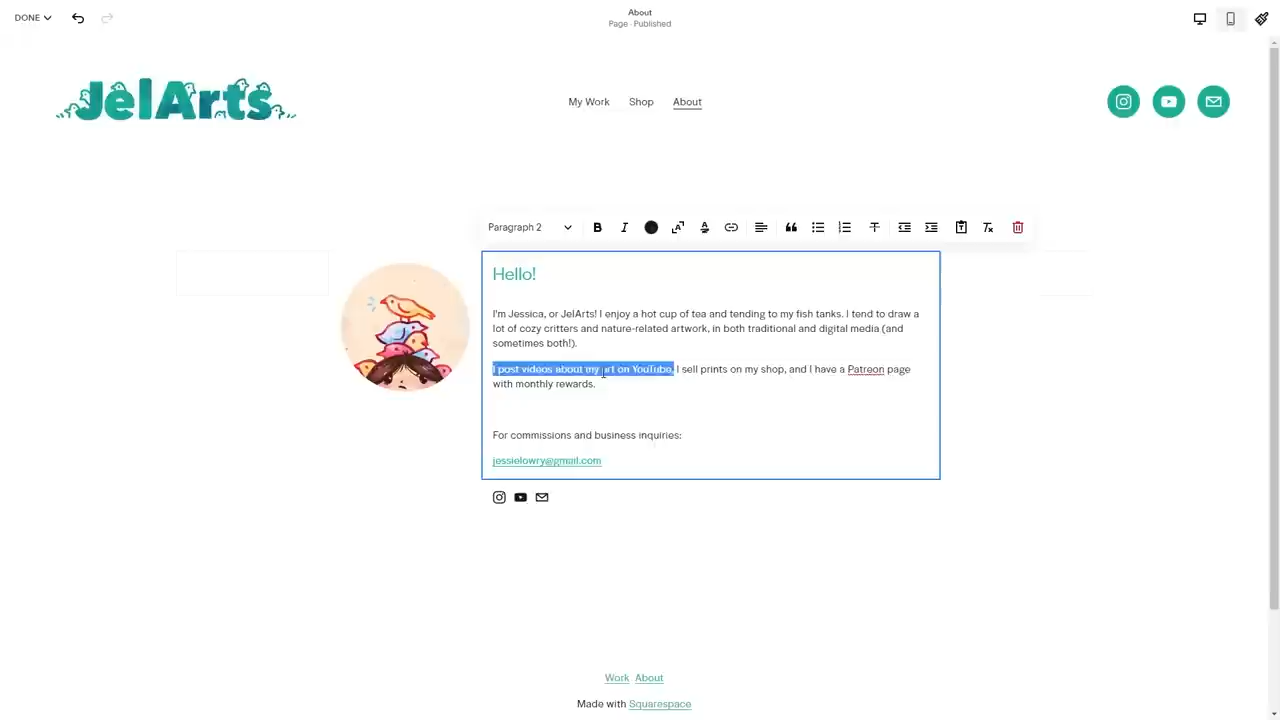 DONE
About
Page · Published
JelArts
My Work Shop About
Paragraph 2
Hello!
I'm Jessica, or JelArts! I enjoy a hot cup of tea and tending to my fish tanks. I tend to draw a
lot of cozy critters and nature-related artwork, in both traditional and digital media (and
sometimes both!).
I post videos about my art on YouTube, I sell prints on my shop, and I have a Patreon page
with monthly rewards.
For commissions and business inquiries:
jessielowry@gmail.com
Work About
Made with Squarespace